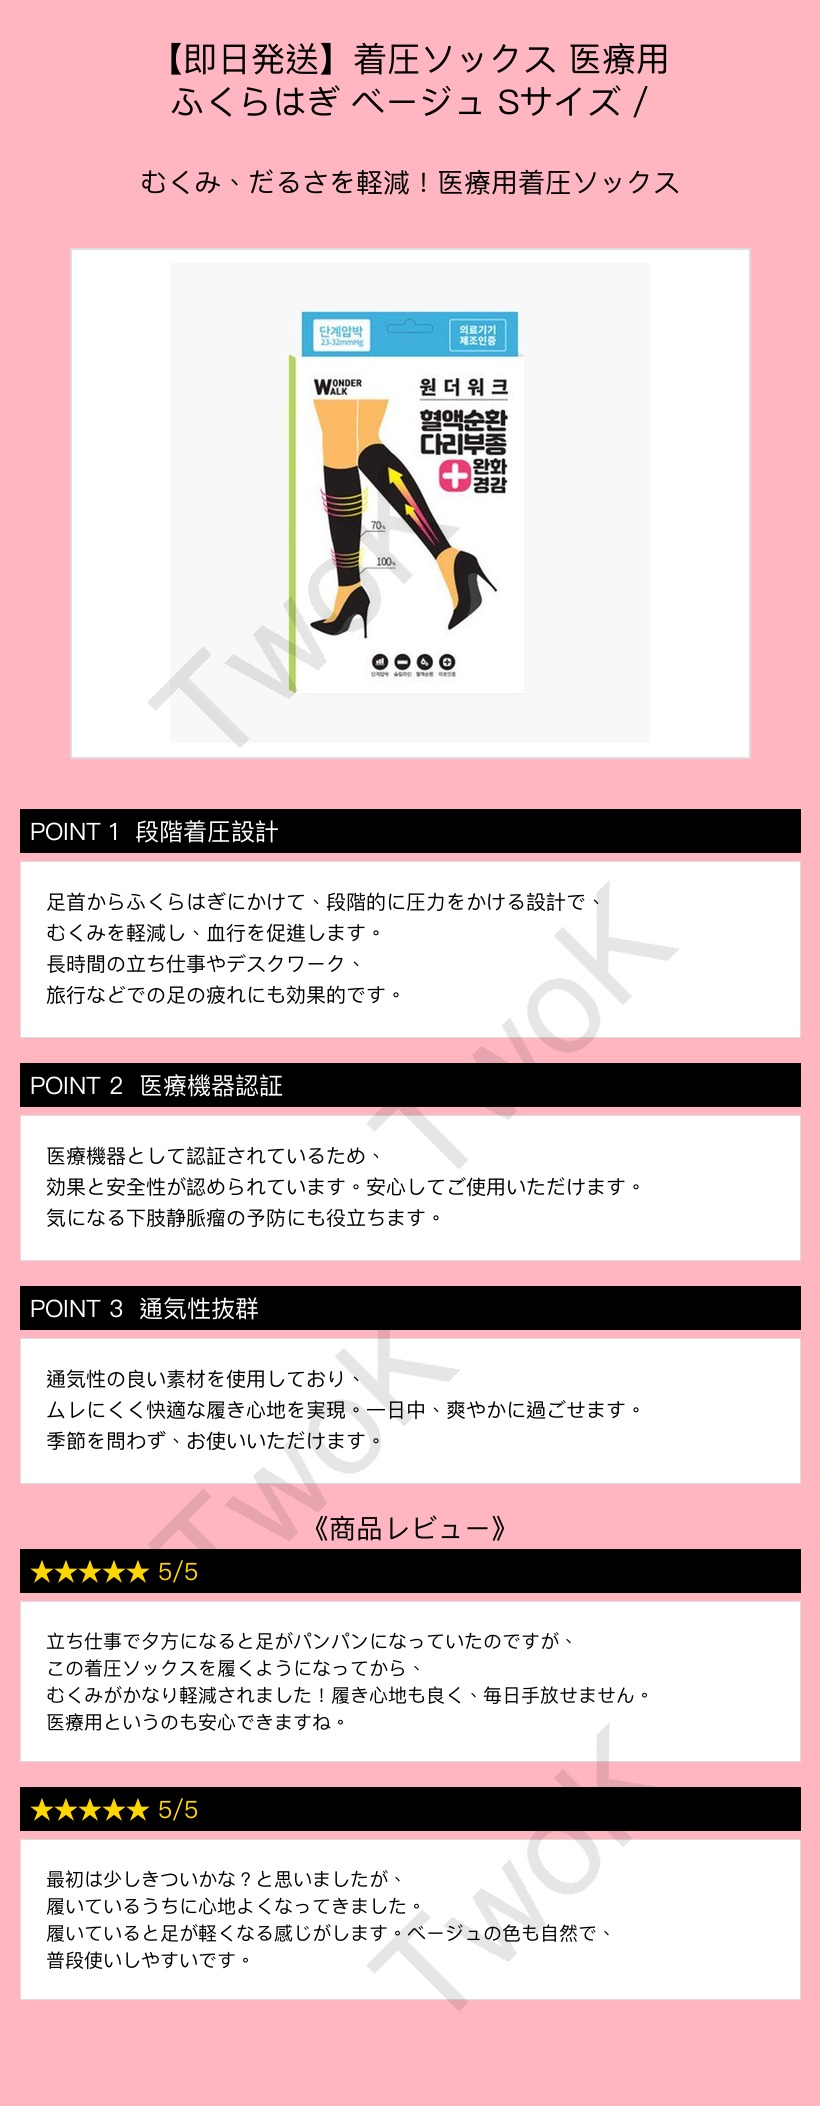 【即日発送】着圧ソックス 医療用
ふくらはぎ ベージュ Sサイズ /
むくみ、だるさを軽減！医療用着圧ソックス
단계압박
23-32mmHg
의료기기
제조인증
WONDER
WALK
원더워크
혈액순환
다리부종
완화
경감
70%
100%
단계압박 슬림라인 혈액순환 의료인증
TwoK
POINT 1 段階着圧設計
足首からふくらはぎにかけて、段階的に圧力をかける設計で、
むくみを軽減し、血行を促進します。
長時間の立ち仕事やデスクワーク、
旅行などでの足の疲れにも効果的です。
TwoK
POINT 2 医療機器認証
医療機器として認証されているため、
効果と安全性が認められています。安心してご使用いただけます。
気になる下肢静脈瘤の予防にも役立ちます。
POINT 3 通気性抜群
通気性の良い素材を使用しており、
ムレにくく快適な履き心地を実現。一日中、爽やかに過ごせます。
季節を問わず、お使いいただけます。
TwoK
《商品レビュー》
★★★★★ 5/5
立ち仕事で夕方になると足がパンパンになっていたのですが、
この着圧ソックスを履くようになってから、
むくみがかなり軽減されました！履き心地も良く、毎日手放せません。
医療用というのも安心できますね。
★★★★★ 5/5
最初は少しきついかな？と思いましたが、
履いているうちに心地よくなってきました。
履いていると足が軽くなる感じがします。ベージュの色も自然で、
普段使いしやすいです。
TwoK